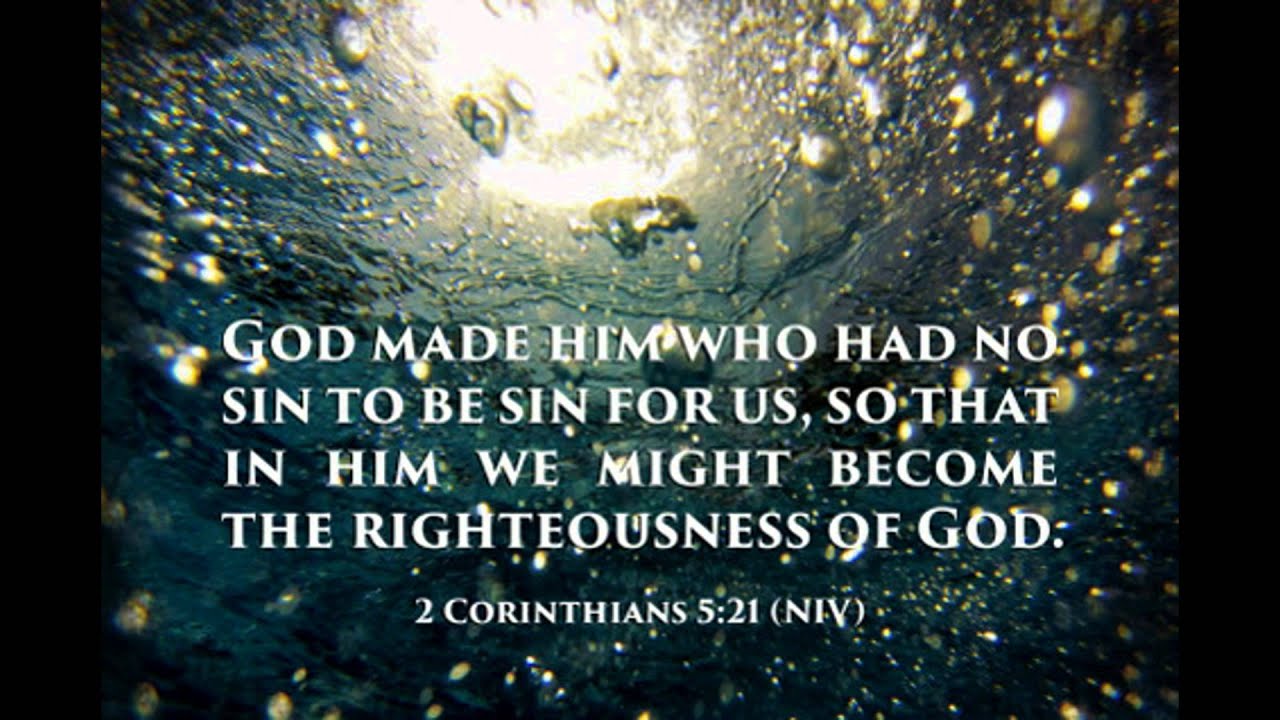 God made him who had no
sin to be sin for us, so that
in him we might become
the righteousness of God.
2 Corinthians 5:21 (NIV)